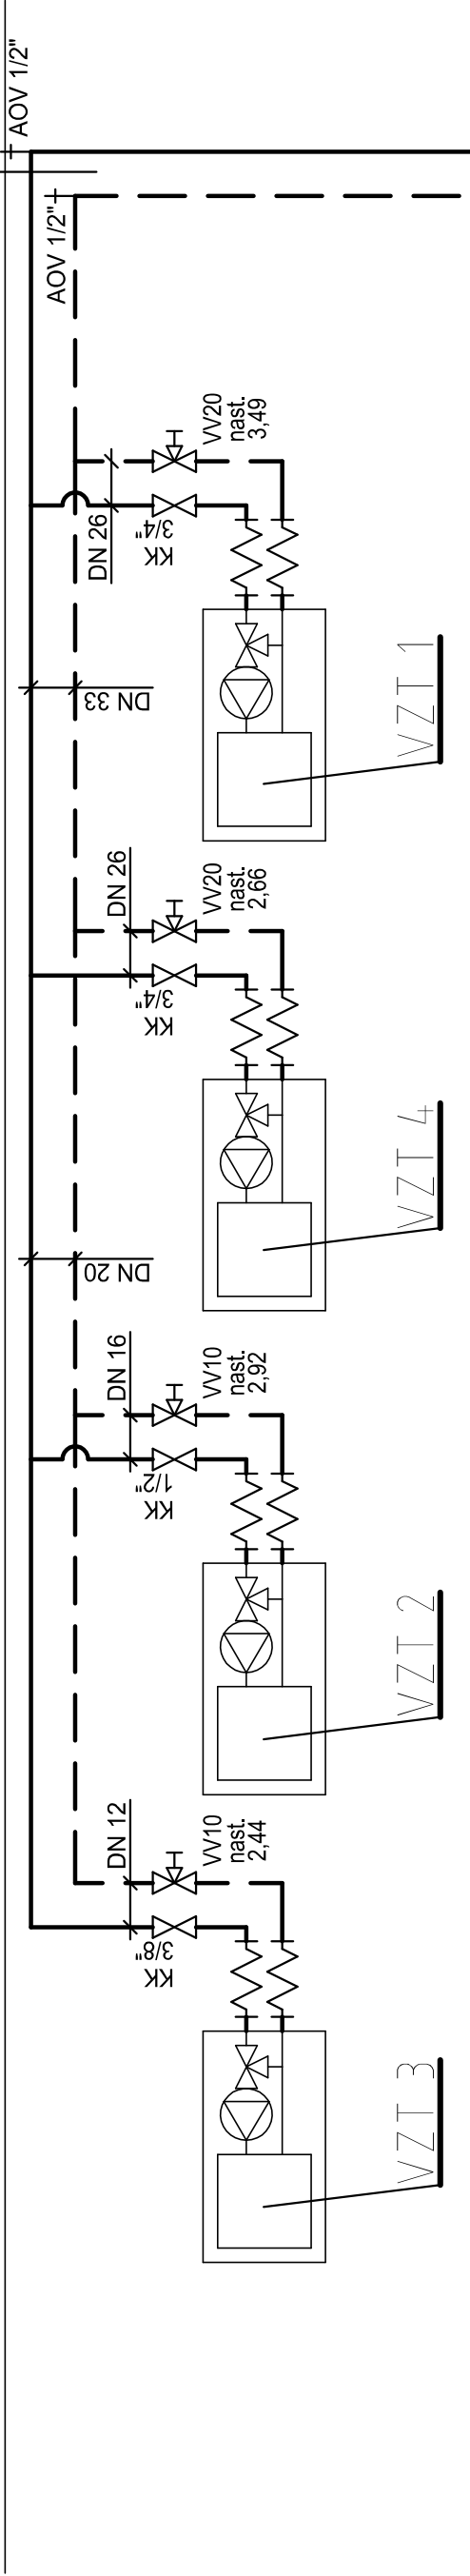 AOV 1/2"
AOV 1/2"
DN 26
KK
3/4"
VV20
nast.
3,49
VZT 1
DN 33
DN 26
KK
3/4"
VV20
nast.
2,66
VZT 4
DN 20
DN 16
KK
1/2"
VV10
nast.
2,92
VZT 2
DN 12
KK
3/8"
VV10
nast.
2,44
VZT 3